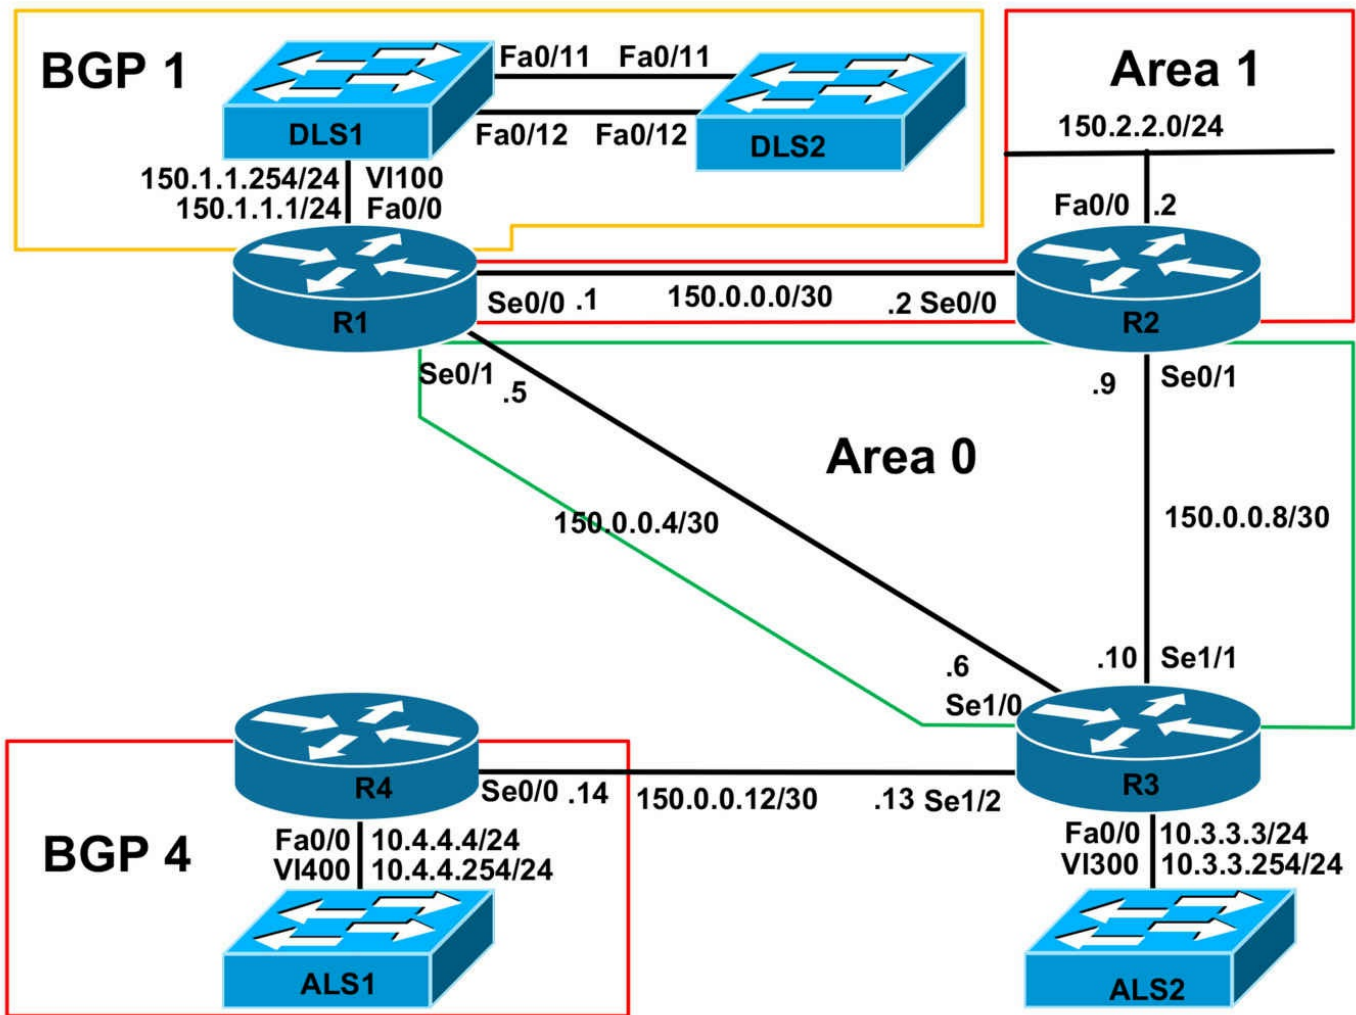 BGP 1
DLS1
Fa0/11 Fa0/11
Fa0/12 Fa0/12
DLS2
150.1.1.254/24 Vl100
150.1.1.1/24 Fa0/0
Area 1
150.2.2.0/24
Fa0/0 .2
R1
Se0/0 .1
150.0.0.0/30
.2 Se0/0
R2
Se0/1
.5
.9 Se0/1
Area 0
150.0.0.4/30
150.0.0.8/30
.6
Se1/0
.10 Se1/1
R4
Se0/0 .14
150.0.0.12/30
.13 Se1/2
R3
BGP 4
Fa0/0 10.4.4.4/24
Vl400 10.4.4.254/24
ALS1
Fa0/0 10.3.3.3/24
Vl300 10.3.3.254/24
ALS2